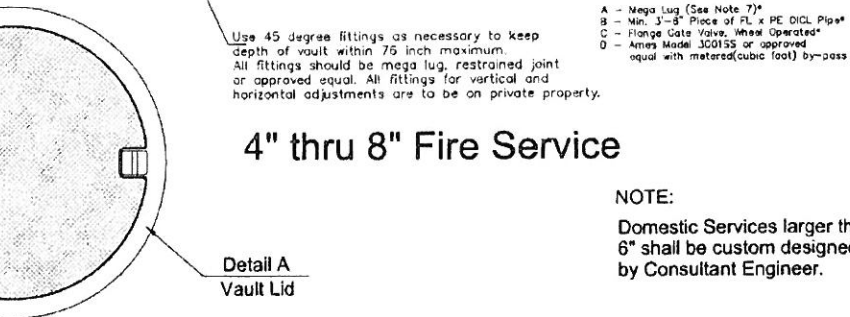 Use 45 degree fittings as necessary to keep
depth of vault within 76 inch maximum.
All fittings should be mega lug, restrained joint
or approved equal. All fittings for vertical and
horizontal adjustments are to be on private property.
A - Mega Lug (See Note 7)*
B - Min. 3'-8" Piece of FL x PE DICL Pipe*
C - Flange Gate Valve, Wheel Operated*
D - Ames Model 3001SS or approved
equal with metered(cubic foot) by-pass
4" thru 8" Fire Service
NOTE:
Domestic Services larger th
6" shall be custom designe
by Consultant Engineer.
Detail A
Vault Lid